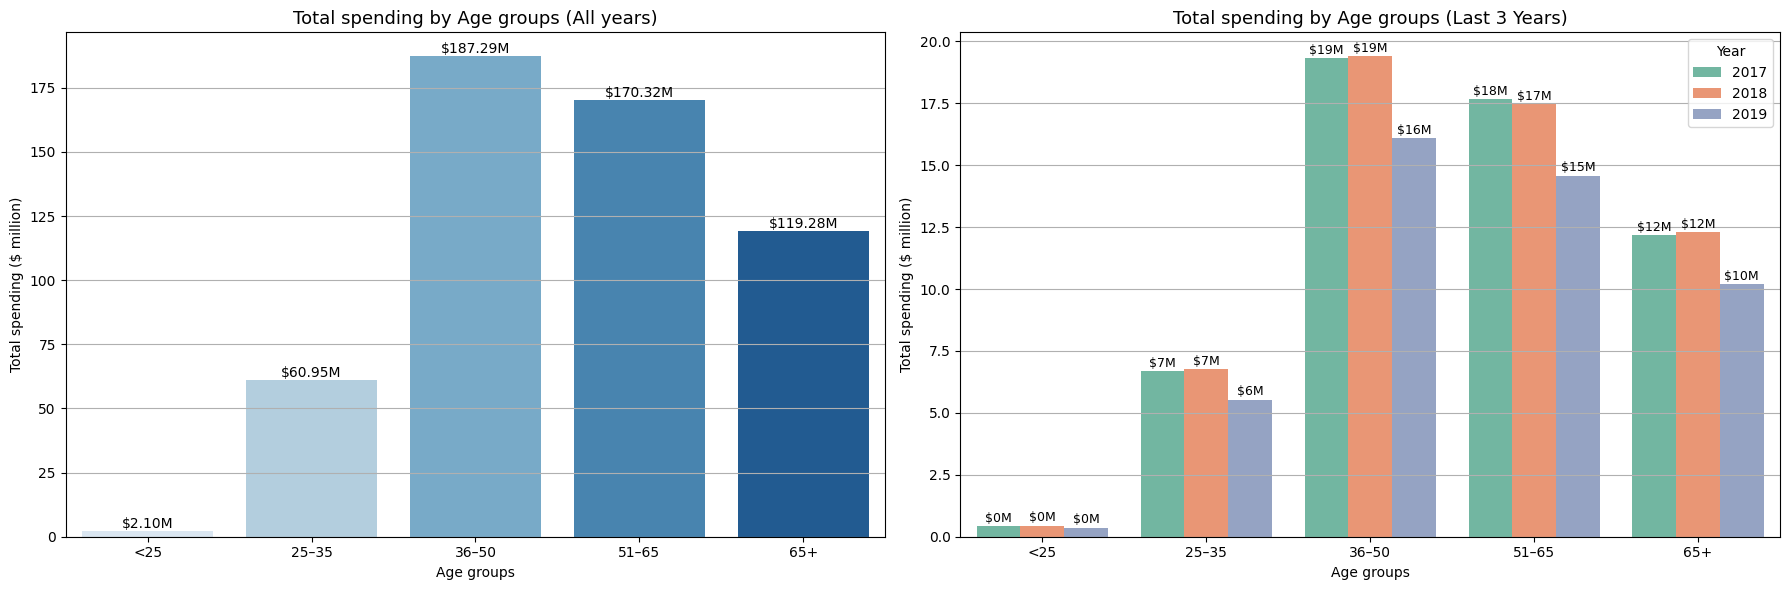 Total spending by Age groups (All years)
Total spending ($ million)
175
150
125
100
75
50
25
0
$2.10M
$60.95M
$187.29M
$170.32M
$119.28M
<25
25–35
36–50
51–65
65+
Age groups
Total spending by Age groups (Last 3 Years)
Total spending ($ million)
20.0
17.5
15.0
12.5
10.0
7.5
5.0
2.5
0.0
$0M $0M $0M
$7M $7M $6M
$19M $19M $16M
$18M $17M $15M
$12M $12M $10M
Year
2017
2018
2019
<25
25–35
36–50
51–65
65+
Age groups